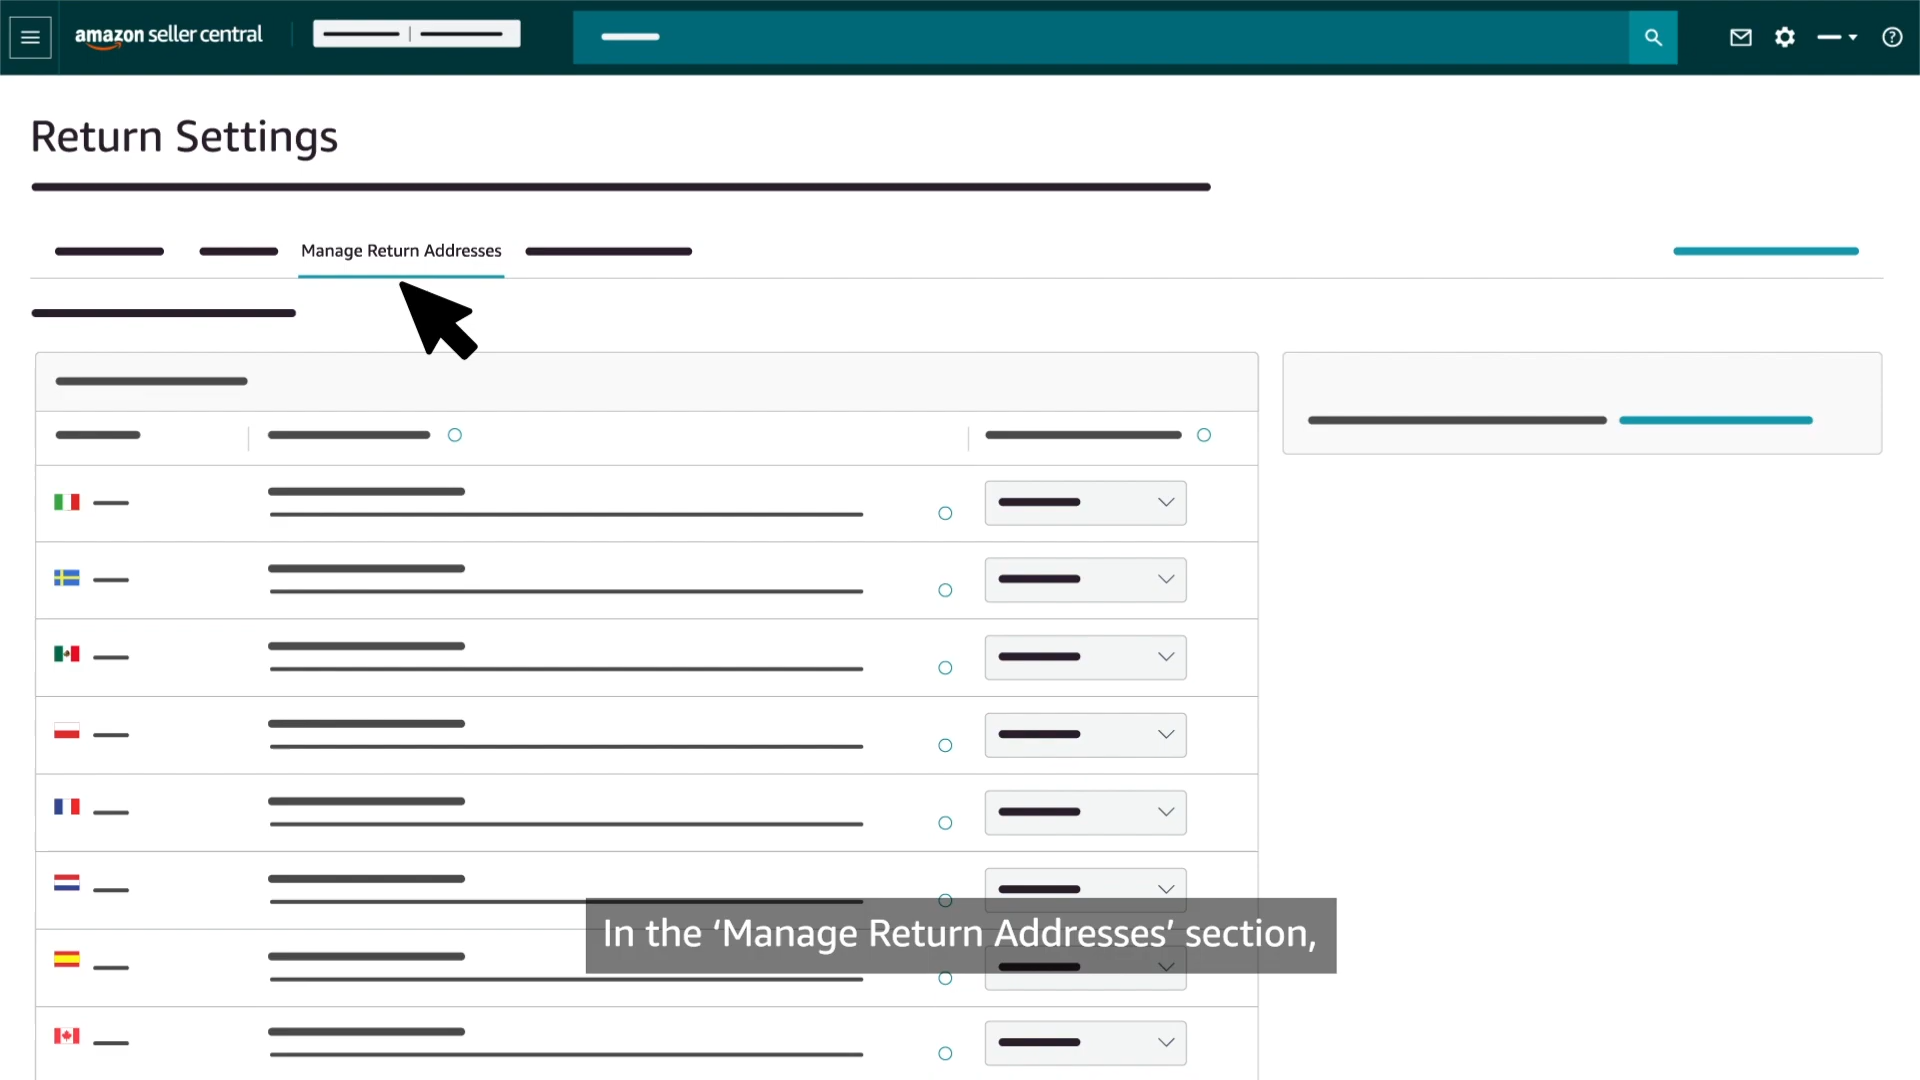 amazon seller central
Return Settings
Manage Return Addresses
In the ‘Manage Return Addresses’ section,